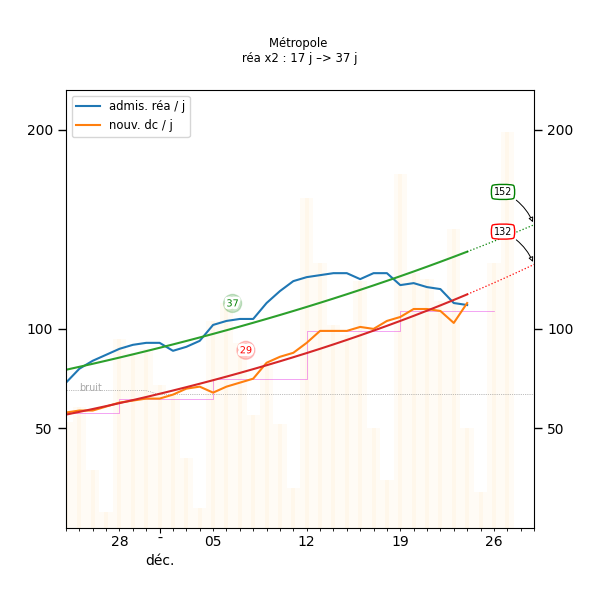 Métropole
réa x2 : 17 j –> 37 j
admis. réa / j
nouv. dc / j
200
200
152
132
37
100
100
29
bruit
50
50
28
-
05
12
19
26
déc.